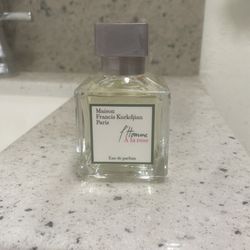 Maison
Francis Kurkdjian
Paris
l'Homme
À la rose
Eau de parfum